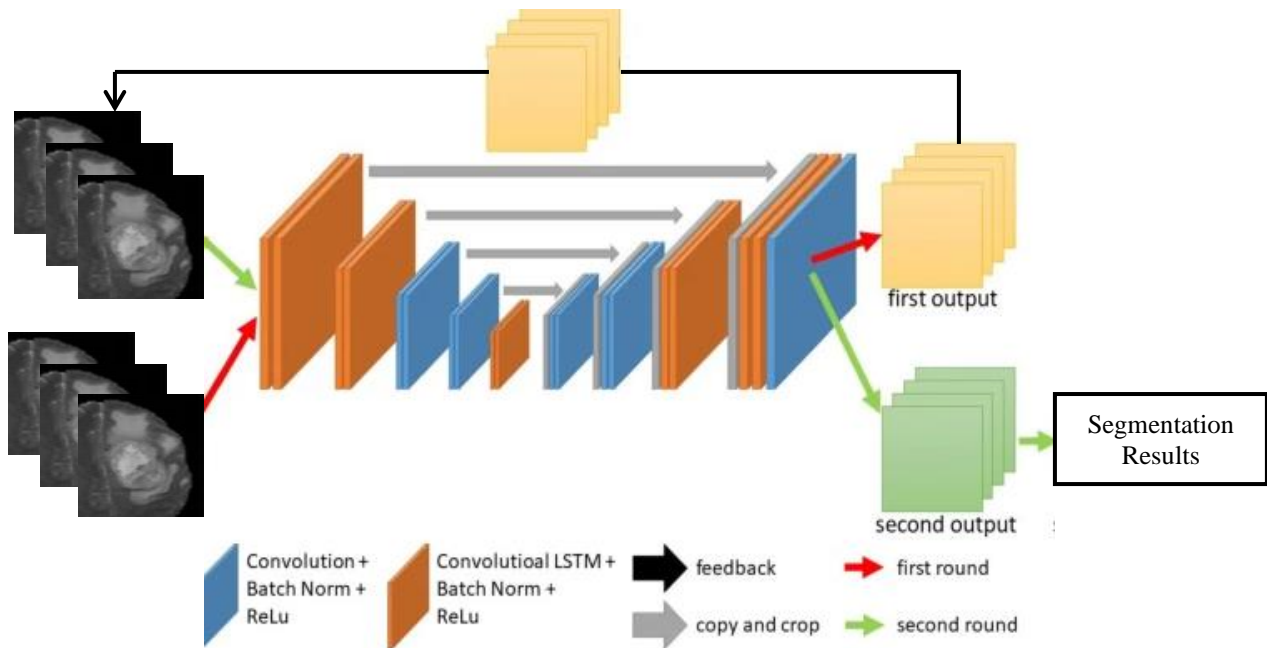 first output
second output
Segmentation
Results
Convolution +
Batch Norm +
ReLu
Convolutioal LSTM +
Batch Norm +
ReLu
feedback
copy and crop
first round
second round